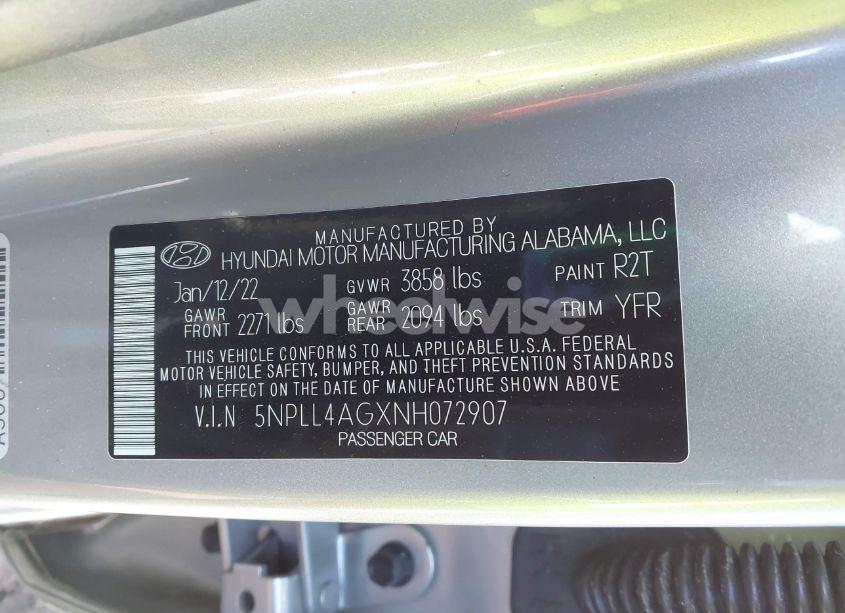 MANUFACTURED BY
HYUNDAI MOTOR MANUFACTURING ALABAMA, LLC
Jan/12/22 GVWR 3858 lbs PAINT R2T
GAWR FRONT 2271 lbs GAWR REAR 2094 lbs TRIM YFR
THIS VEHICLE CONFORMS TO ALL APPLICABLE U.S.A. FEDERAL
MOTOR VEHICLE SAFETY, BUMPER, AND THEFT PREVENTION STANDARDS
IN EFFECT ON THE DATE OF MANUFACTURE SHOWN ABOVE
V.I.N 5NPLL4AGXNH072907
PASSENGER CAR
wheelwise